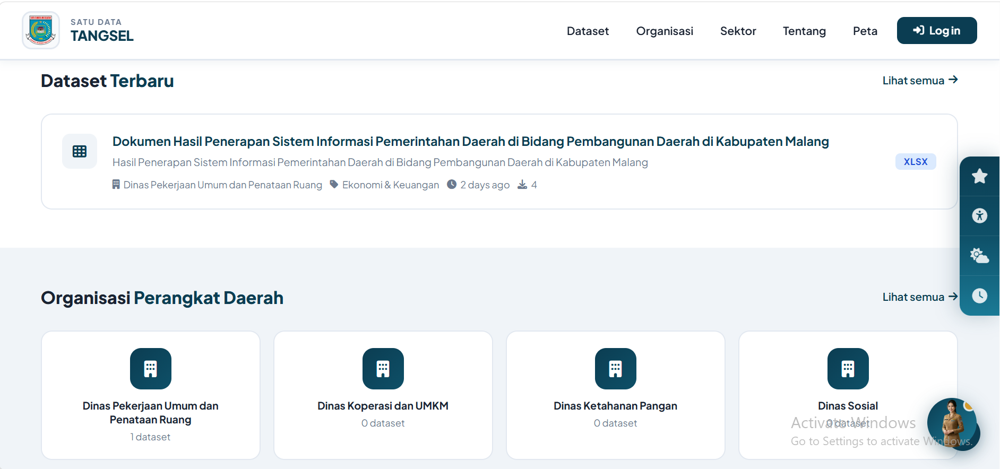 SATU DATA
TANGSEL
Dataset
Organisasi
Sektor
Tentang
Peta
Login
Dataset Terbaru
Lihat semua
Dokumen Hasil Penerapan Sistem Informasi Pemerintahan Daerah di Bidang Pembangunan Daerah di Kabupaten Malang
Hasil Penerapan Sistem Informasi Pemerintahan Daerah di Bidang Pembangunan Daerah di Kabupaten Malang
XLSX
Dinas Pekerjaan Umum dan Penataan Ruang
Ekonomi & Keuangan
2 days ago
4
Organisasi Perangkat Daerah
Lihat semua
Dinas Pekerjaan Umum dan
Penataan Ruang
1 dataset
Dinas Koperasi dan UMKM
0 dataset
Dinas Ketahanan Pangan
0 dataset
Dinas Sosial
0 dataset
Activate Windows
Go to Settings to activate Windows.